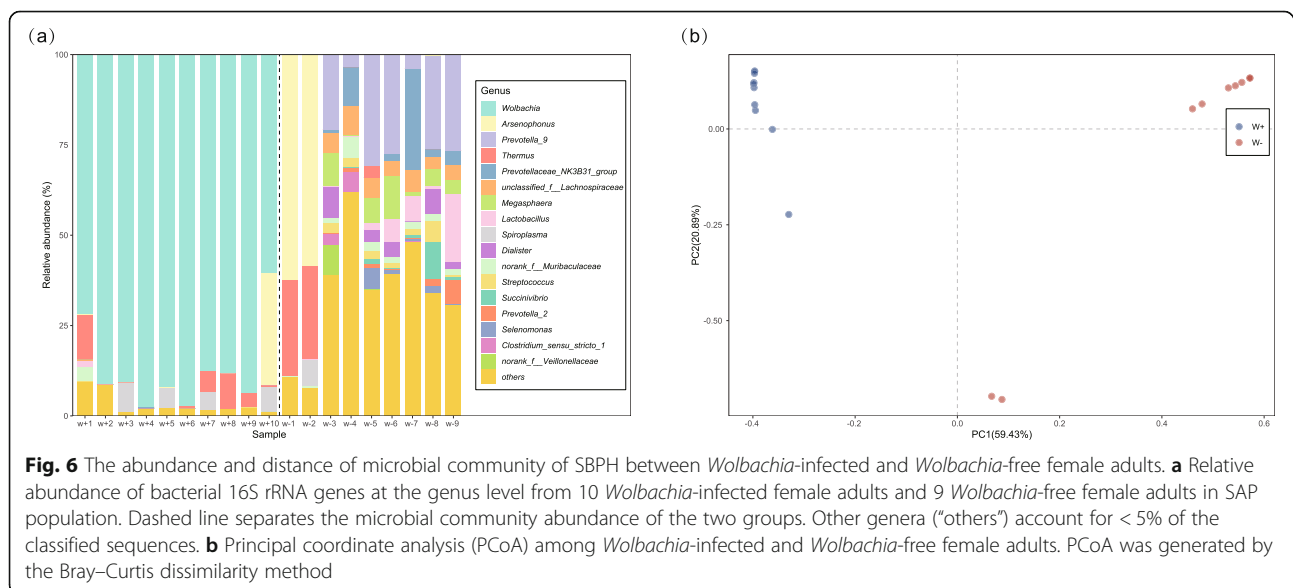 (a)
100
75
50
25
0
Relative abundance (%)
w+1 w+2 w+3 w+4 w+5 w+6 w+7 w+8 w+9 w+10 w-1 w-2 w-3 w-4 w-5 w-6 w-7 w-8 w-9
Sample
Genus
Wolbachia
Arsenophonus
Prevotella_9
Thermus
Prevotellaceae_NK3B31_group
unclassified_f__Lachnospiraceae
Megasphaera
Lactobacillus
Spiroplasma
Dialister
norank_f__Muribaculaceae
Streptococcus
Succinivibrio
Prevotella_2
Selenomonas
Clostridium_sensu_stricto_1
norank_f__Veillonellaceae
others
(b)
0.00
-0.25
-0.50
PC2(20.89%)
-0.4 -0.2 0.0 0.2 0.4 0.6
PC1(59.43%)
W+
W-
Fig. 6 The abundance and distance of microbial community of SBPH between Wolbachia-infected and Wolbachia-free female adults. a Relative
abundance of bacterial 16S rRNA genes at the genus level from 10 Wolbachia-infected female adults and 9 Wolbachia-free female adults in SAP
population. Dashed line separates the microbial community abundance of the two groups. Other genera (“others”) account for < 5% of the
classified sequences. b Principal coordinate analysis (PCoA) among Wolbachia-infected and Wolbachia-free female adults. PCoA was generated by
the Bray–Curtis dissimilarity method